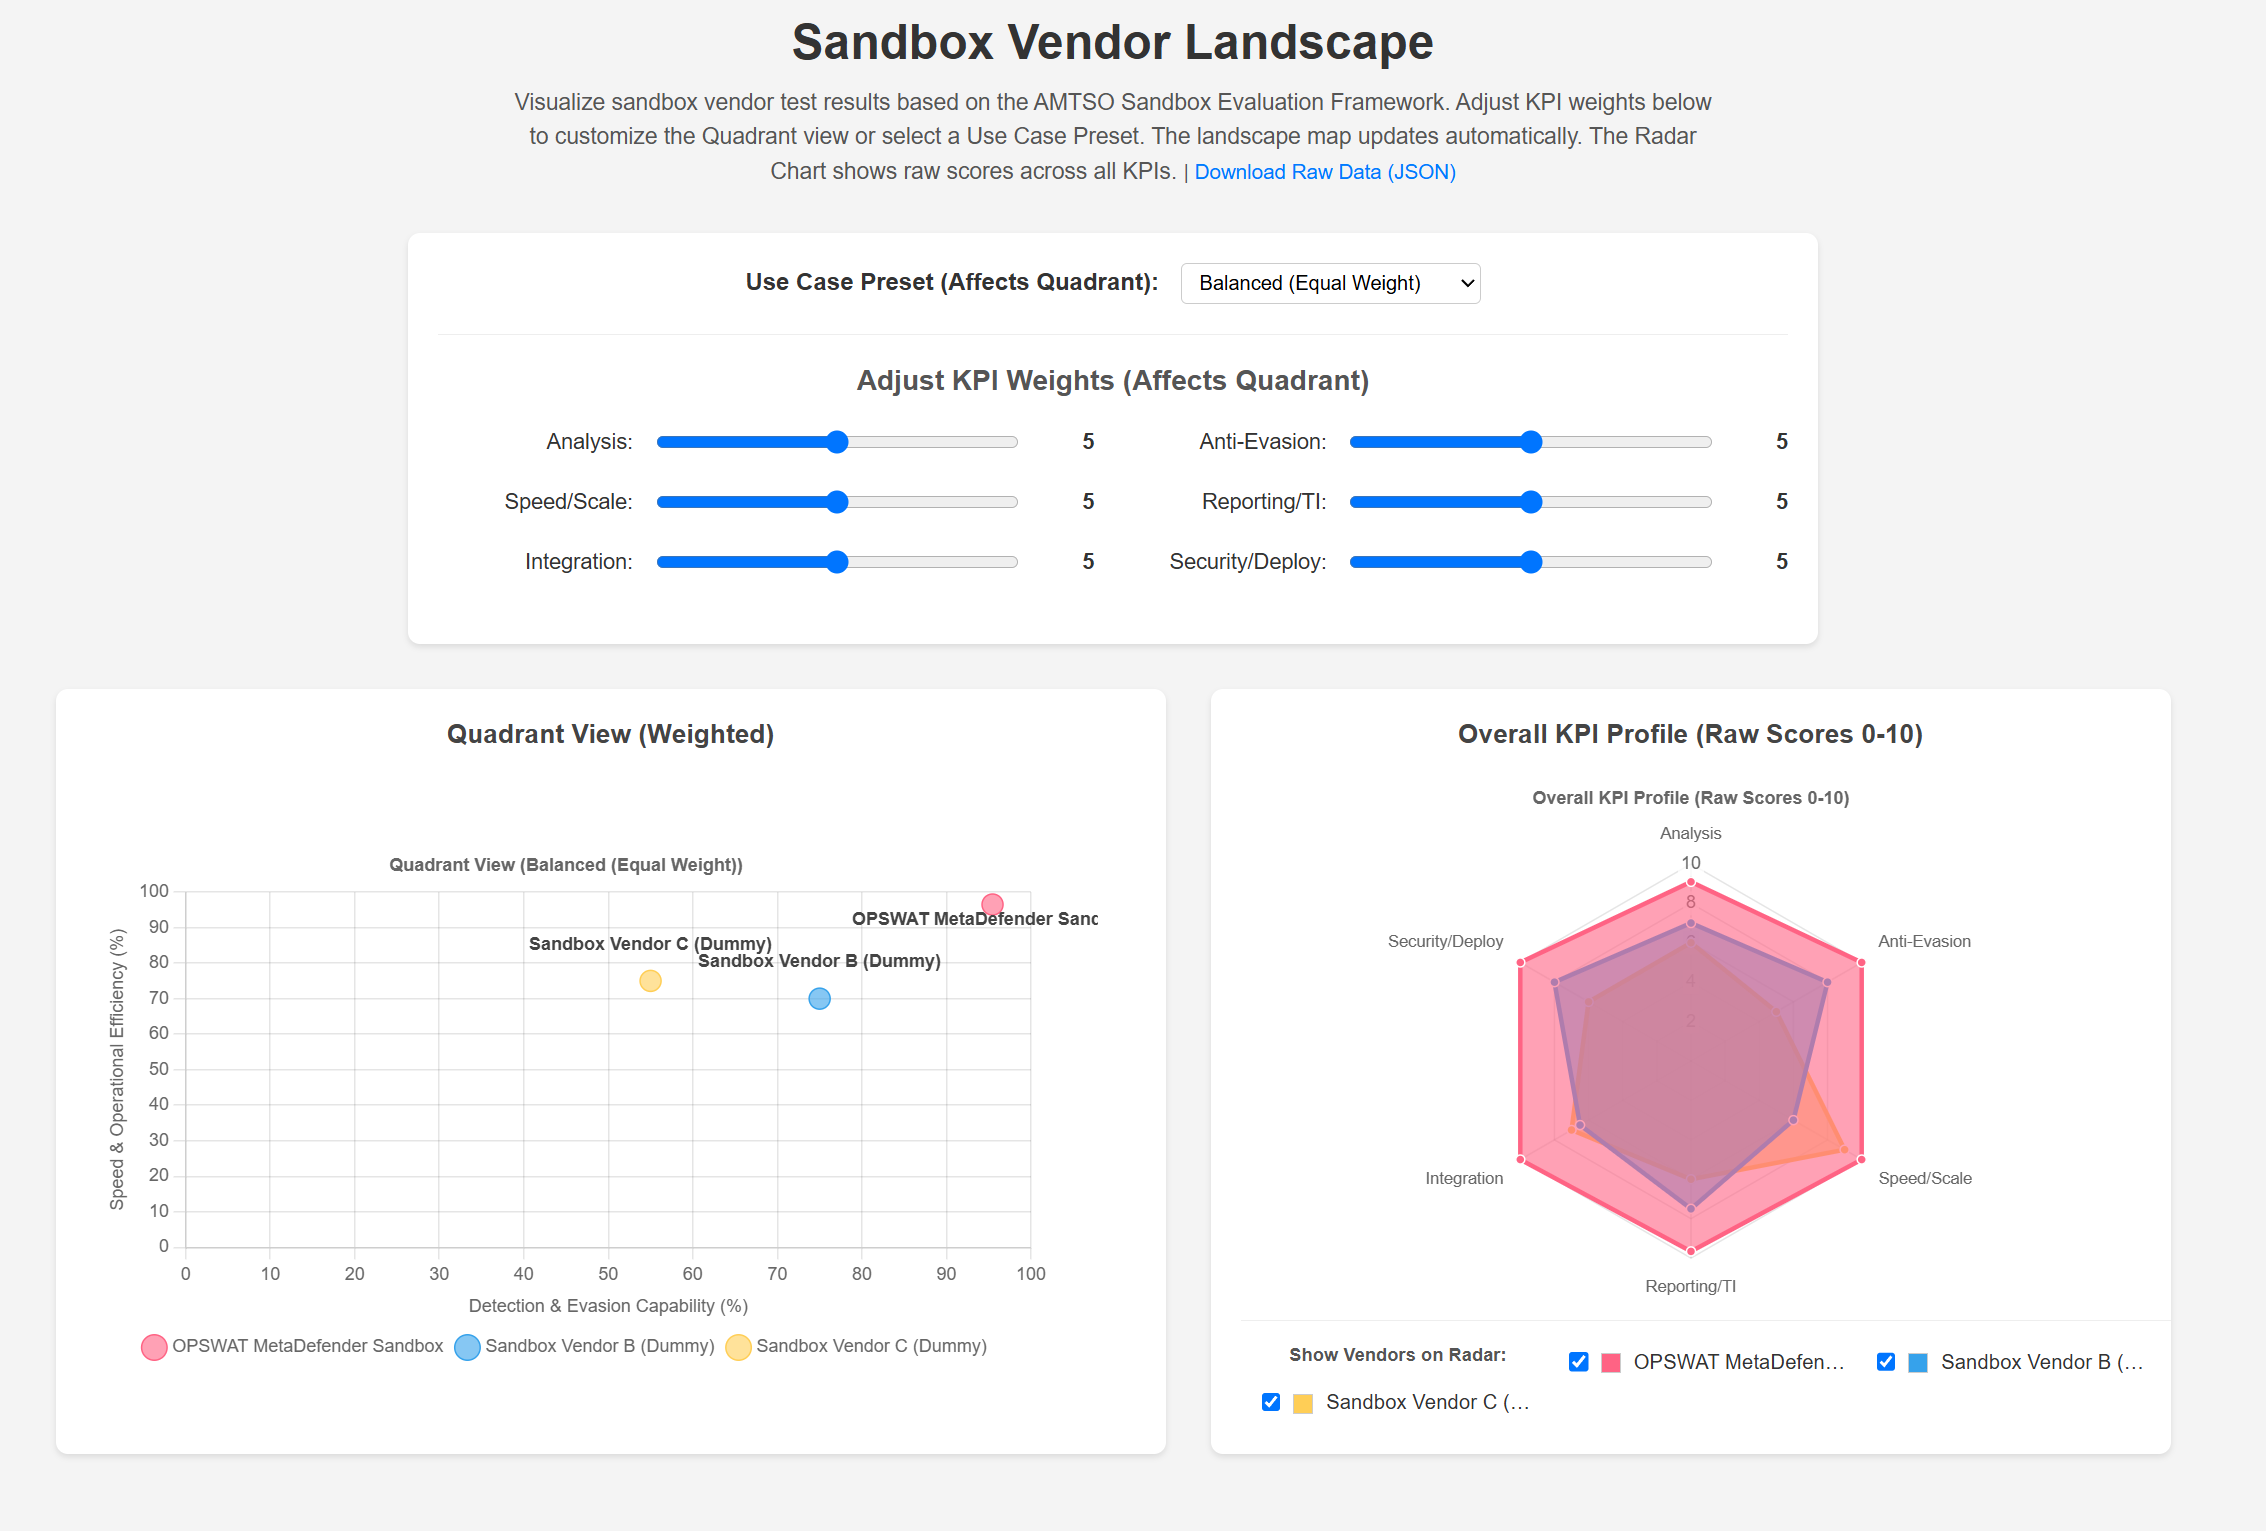 Sandbox Vendor Landscape
Visualize sandbox vendor test results based on the AMTSO Sandbox Evaluation Framework. Adjust KPI weights below
to customize the Quadrant view or select a Use Case Preset. The landscape map updates automatically. The Radar
Chart shows raw scores across all KPIs. | Download Raw Data (JSON)
Use Case Preset (Affects Quadrant): Balanced (Equal Weight)
Adjust KPI Weights (Affects Quadrant)
Analysis: 5
Anti-Evasion: 5
Speed/Scale: 5
Reporting/TI: 5
Integration: 5
Security/Deploy: 5
Quadrant View (Weighted)
Quadrant View (Balanced (Equal Weight))
Speed & Operational Efficiency (%)
100
90
80
70
60
50
40
30
20
10
0
OPSWAT MetaDefender Sand
Sandbox Vendor C (Dummy)
Sandbox Vendor B (Dummy)
0 10 20 30 40 50 60 70 80 90 100
Detection & Evasion Capability (%)
OPSWAT MetaDefender Sandbox Sandbox Vendor B (Dummy) Sandbox Vendor C (Dummy)
Overall KPI Profile (Raw Scores 0-10)
Overall KPI Profile (Raw Scores 0-10)
Analysis
10
8
6
4
2
Security/Deploy
Anti-Evasion
Integration
Speed/Scale
Reporting/TI
Show Vendors on Radar: OPSWAT MetaDefen... Sandbox Vendor B (...
Sandbox Vendor C (...